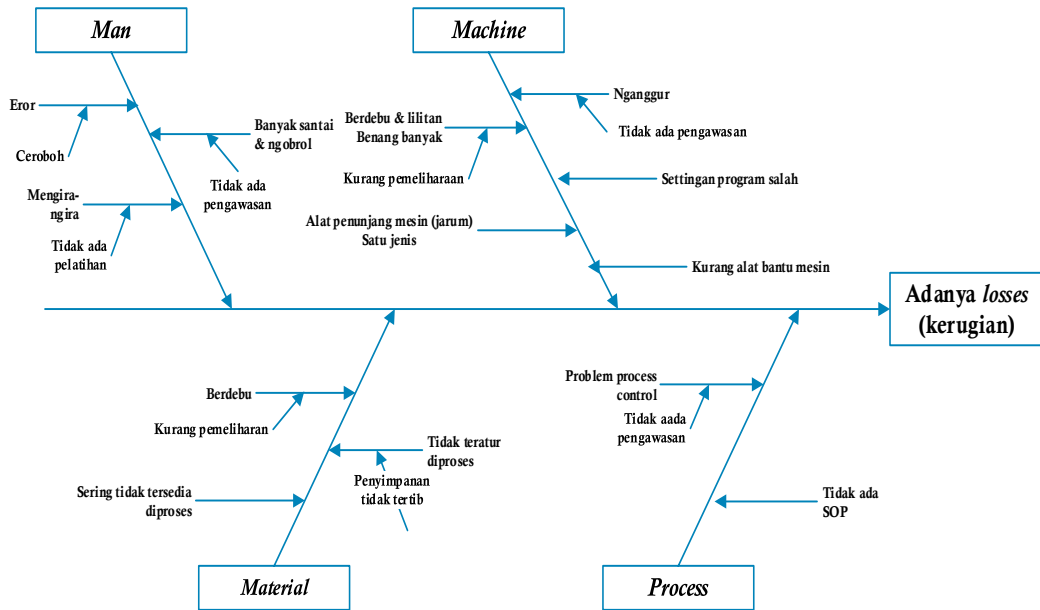 Man
Machine
Eror
Ceroboh
Banyak santai
& ngobrol
Tidak ada
pengawasan
Mengira-
ngira
Tidak ada
pelatihan
Nganggur
Tidak ada pengawasan
Berdebu & lilitan
Benang banyak
Kurang pemeliharaan
Settingan program salah
Alat penunjang mesin (jarum)
Satu jenis
Kurang alat bantu mesin
Adanya losses
(kerugian)
Berdebu
Kurang pemeliharan
Tidak teratur
diproses
Penyimpanan
tidak tertib
Sering tidak tersedia
diproses
Problem process
control
Tidak aada
pengawasan
Tidak ada
SOP
Material
Process